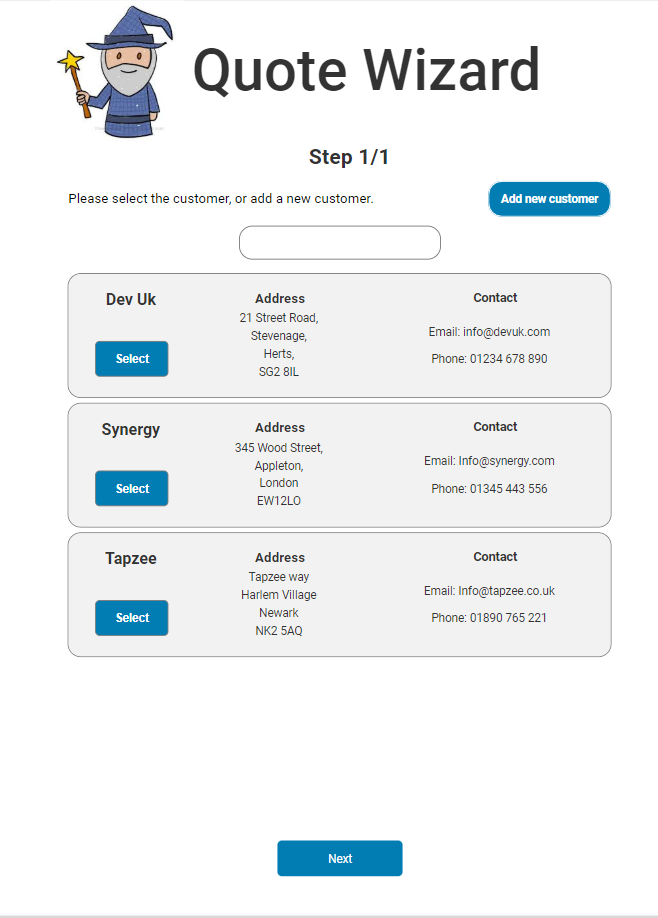 Quote Wizard
Step 1/1
Please select the customer, or add a new customer.
Add new customer
Dev Uk
Select
Address
21 Street Road,
Stevenage,
Herts,
SG2 8IL
Contact
Email: info@devuk.com
Phone: 01234 678 890
Synergy
Select
Address
345 Wood Street,
Appleton,
London
EW12LO
Contact
Email: Info@synergy.com
Phone: 01345 443 556
Tapzee
Select
Address
Tapzee way
Harlem Village
Newark
NK2 5AQ
Contact
Email: Info@tapzee.co.uk
Phone: 01890 765 221
Next